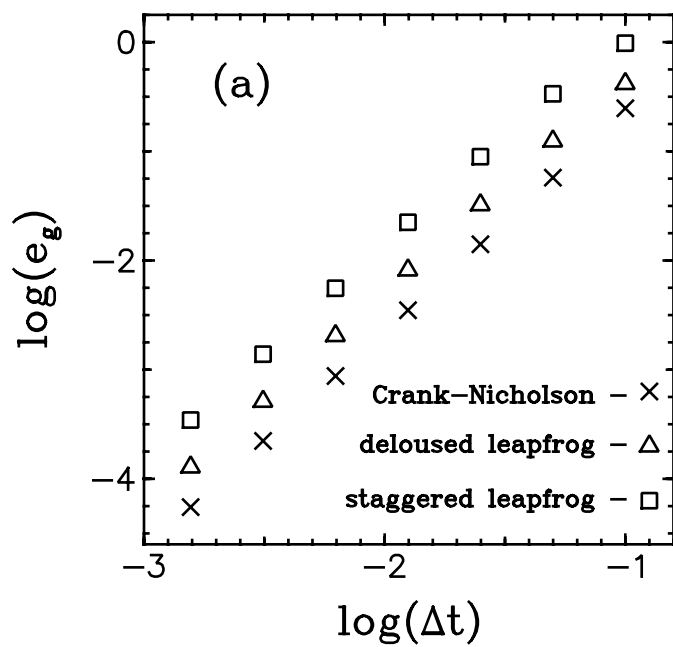 0
(a)
log(e_g)
−2
Crank−Nicholson −
deloused leapfrog −
−4
staggered leapfrog −
−3 −2 −1
log(Δt)